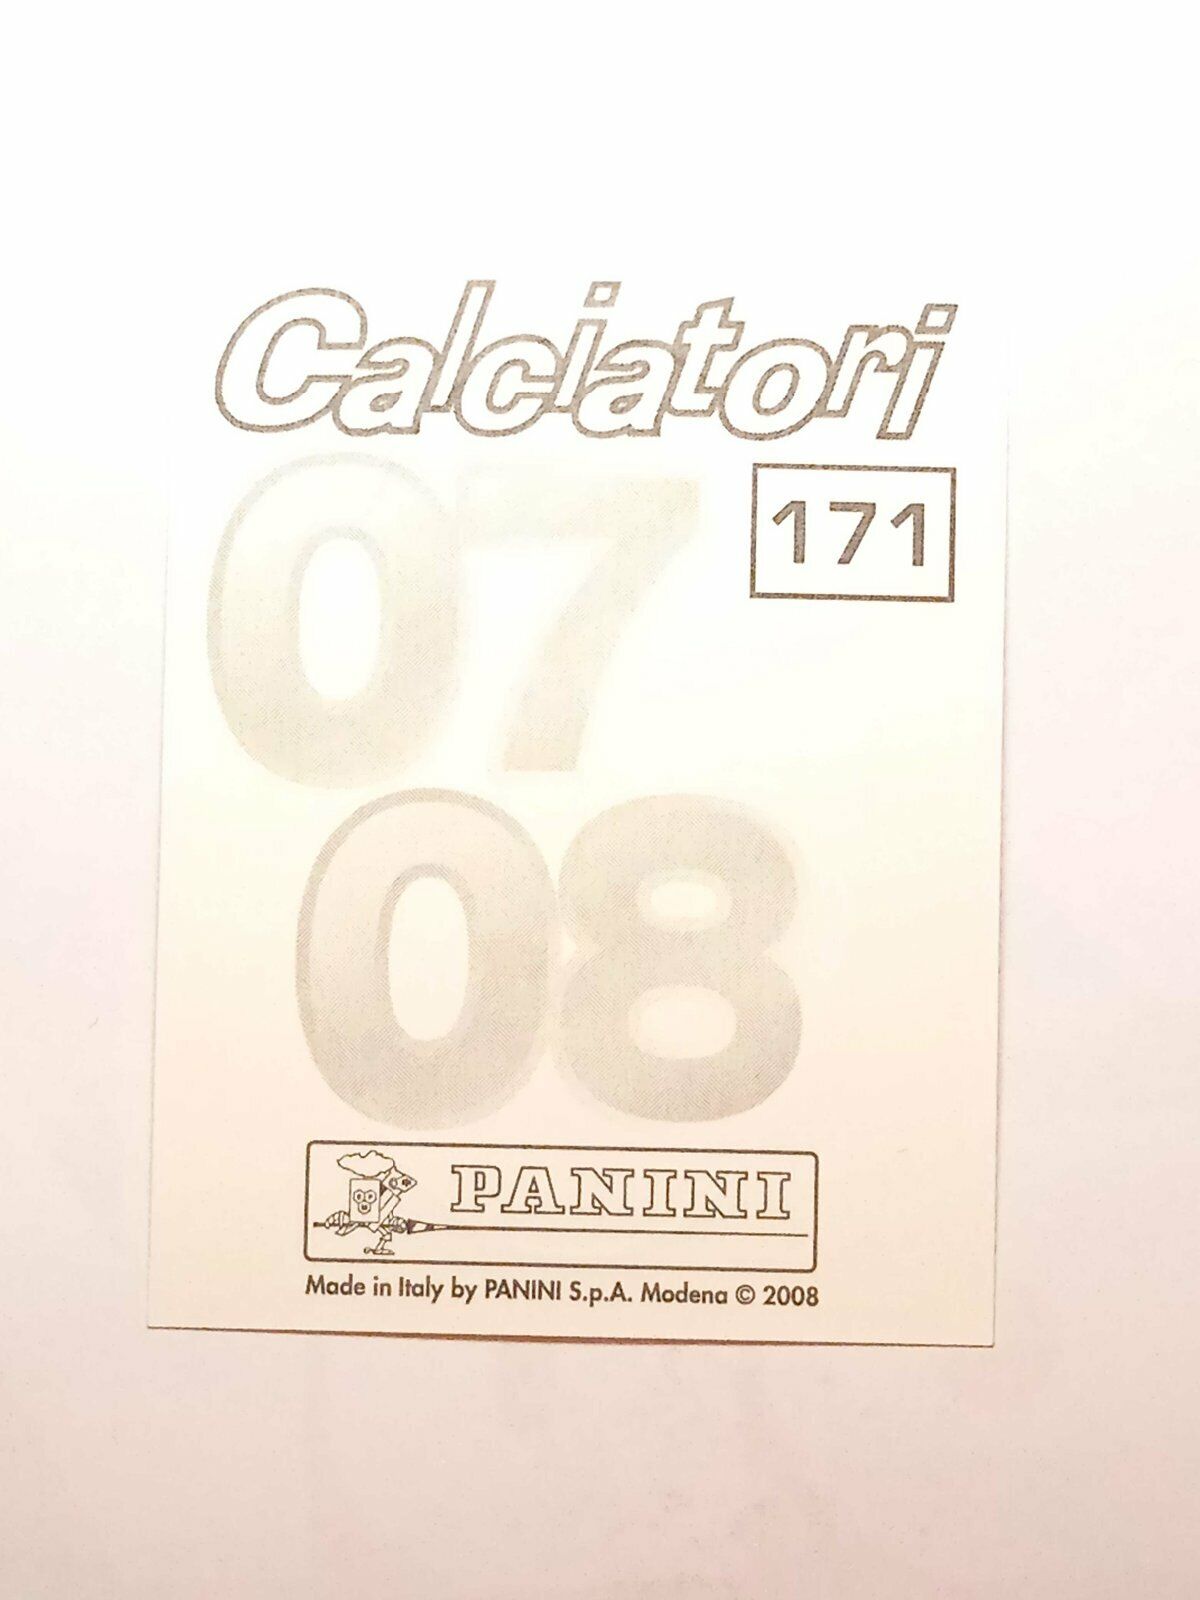 Calciatori
07
171
08
PANINI
Made in Italy by PANINI S.p.A. Modena © 2008